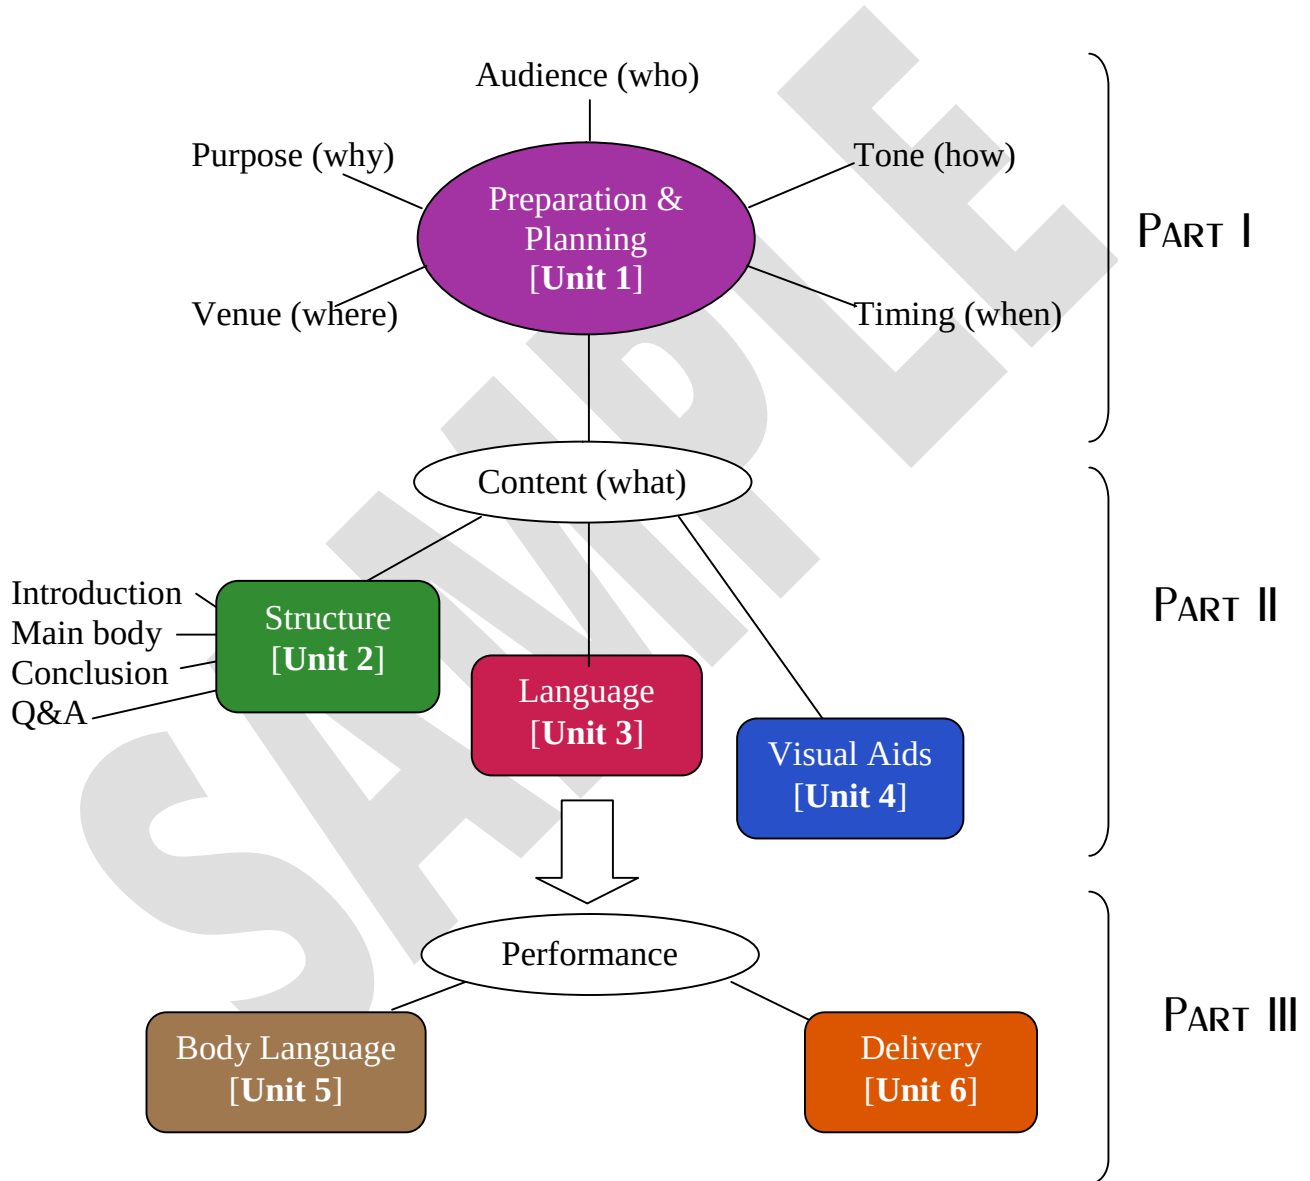 Audience (who)
Purpose (why)
Tone (how)
Preparation &
Planning
[Unit 1]
Venue (where)
Timing (when)
PART I
Content (what)
Introduction
Main body
Conclusion
Q&A
Structure
[Unit 2]
Language
[Unit 3]
Visual Aids
[Unit 4]
PART II
Performance
Body Language
[Unit 5]
Delivery
[Unit 6]
PART III
SAMPLE